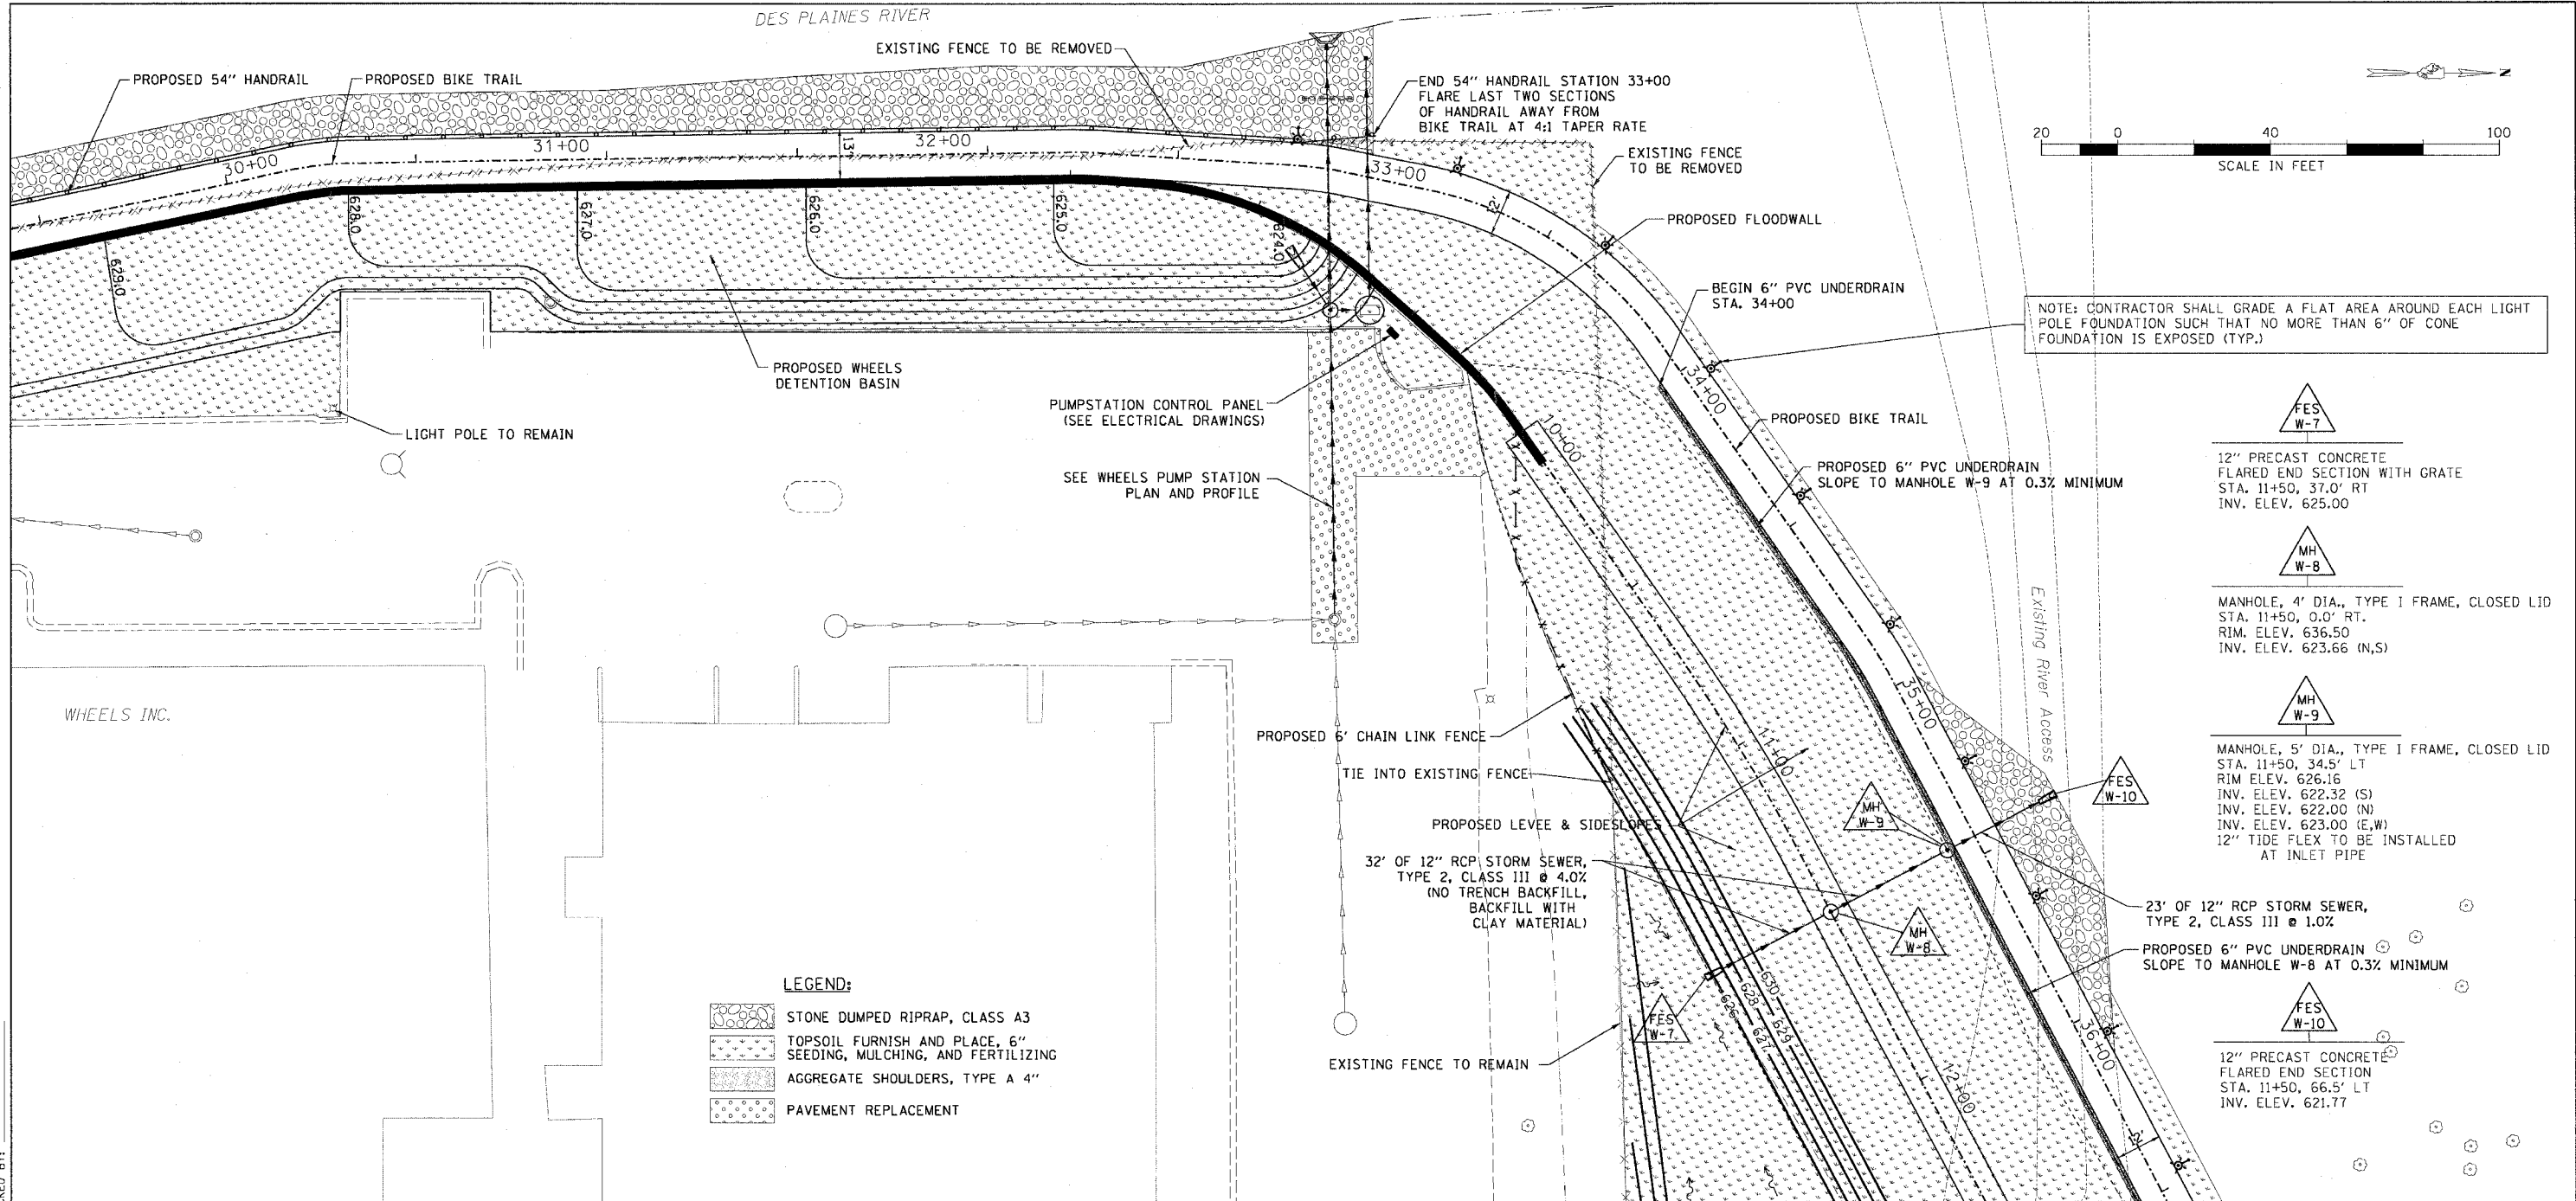 DES PLAINES RIVER
EXISTING FENCE TO BE REMOVED
PROPOSED 54" HANDRAIL
PROPOSED BIKE TRAIL
END 54" HANDRAIL STATION 33+00
FLARE LAST TWO SECTIONS
OF HANDRAIL AWAY FROM
BIKE TRAIL AT 4:1 TAPER RATE
EXISTING FENCE
TO BE REMOVED
N
20 0 40 100
SCALE IN FEET
30+00
31+00
32+00
33+00
13'
12'
PROPOSED FLOODWALL
629.0
628.0
627.0
626.0
625.0
624.0
BEGIN 6" PVC UNDERDRAIN
STA. 34+00
NOTE: CONTRACTOR SHALL GRADE A FLAT AREA AROUND EACH LIGHT
POLE FOUNDATION SUCH THAT NO MORE THAN 6" OF CONE
FOUNDATION IS EXPOSED (TYP.)
PROPOSED WHEELS
DETENTION BASIN
PUMPSTATION CONTROL PANEL
(SEE ELECTRICAL DRAWINGS)
LIGHT POLE TO REMAIN
SEE WHEELS PUMP STATION
PLAN AND PROFILE
34+00
10+00
PROPOSED BIKE TRAIL
PROPOSED 6" PVC UNDERDRAIN
SLOPE TO MANHOLE W-9 AT 0.3% MINIMUM
FES
W-7
12" PRECAST CONCRETE
FLARED END SECTION WITH GRATE
STA. 11+50, 37.0' RT
INV. ELEV. 625.00
MH
W-8
MANHOLE, 4' DIA., TYPE I FRAME, CLOSED LID
STA. 11+50, 0.0' RT.
RIM. ELEV. 636.50
INV. ELEV. 623.66 (N,S)
MH
W-9
MANHOLE, 5' DIA., TYPE I FRAME, CLOSED LID
STA. 11+50, 34.5' LT
RIM ELEV. 626.16
INV. ELEV. 622.32 (S)
INV. ELEV. 622.00 (N)
INV. ELEV. 623.00 (E,W)
12" TIDE FLEX TO BE INSTALLED
AT INLET PIPE
Existing River Access
WHEELS INC.
35+00
11+00
PROPOSED 6' CHAIN LINK FENCE
TIE INTO EXISTING FENCE
PROPOSED LEVEE & SIDESLOPES
MH
W-9
FES
W-10
32' OF 12" RCP STORM SEWER,
TYPE 2, CLASS III @ 4.0%
(NO TRENCH BACKFILL,
BACKFILL WITH
CLAY MATERIAL)
23' OF 12" RCP STORM SEWER,
TYPE 2, CLASS III @ 1.0%
MH
W-8
PROPOSED 6" PVC UNDERDRAIN
SLOPE TO MANHOLE W-8 AT 0.3% MINIMUM
FES
W-7
626
627
628
629
630
EXISTING FENCE TO REMAIN
12+00
36+00
12'
FES
W-10
12" PRECAST CONCRETE
FLARED END SECTION
STA. 11+50, 66.5' LT
INV. ELEV. 621.77
LEGEND:
STONE DUMPED RIPRAP, CLASS A3
TOPSOIL FURNISH AND PLACE, 6"
SEEDING, MULCHING, AND FERTILIZING
AGGREGATE SHOULDERS, TYPE A 4"
PAVEMENT REPLACEMENT